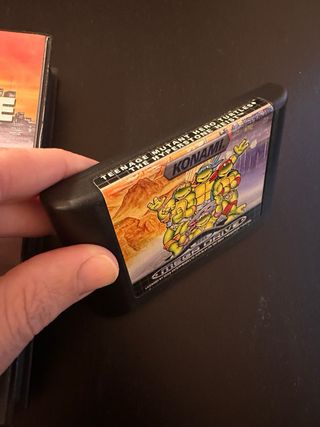 TEENAGE MUTANT HERO TURTLES
THE HYPERSTONE HEIST
KONAMI
MEGA DRIVE
E